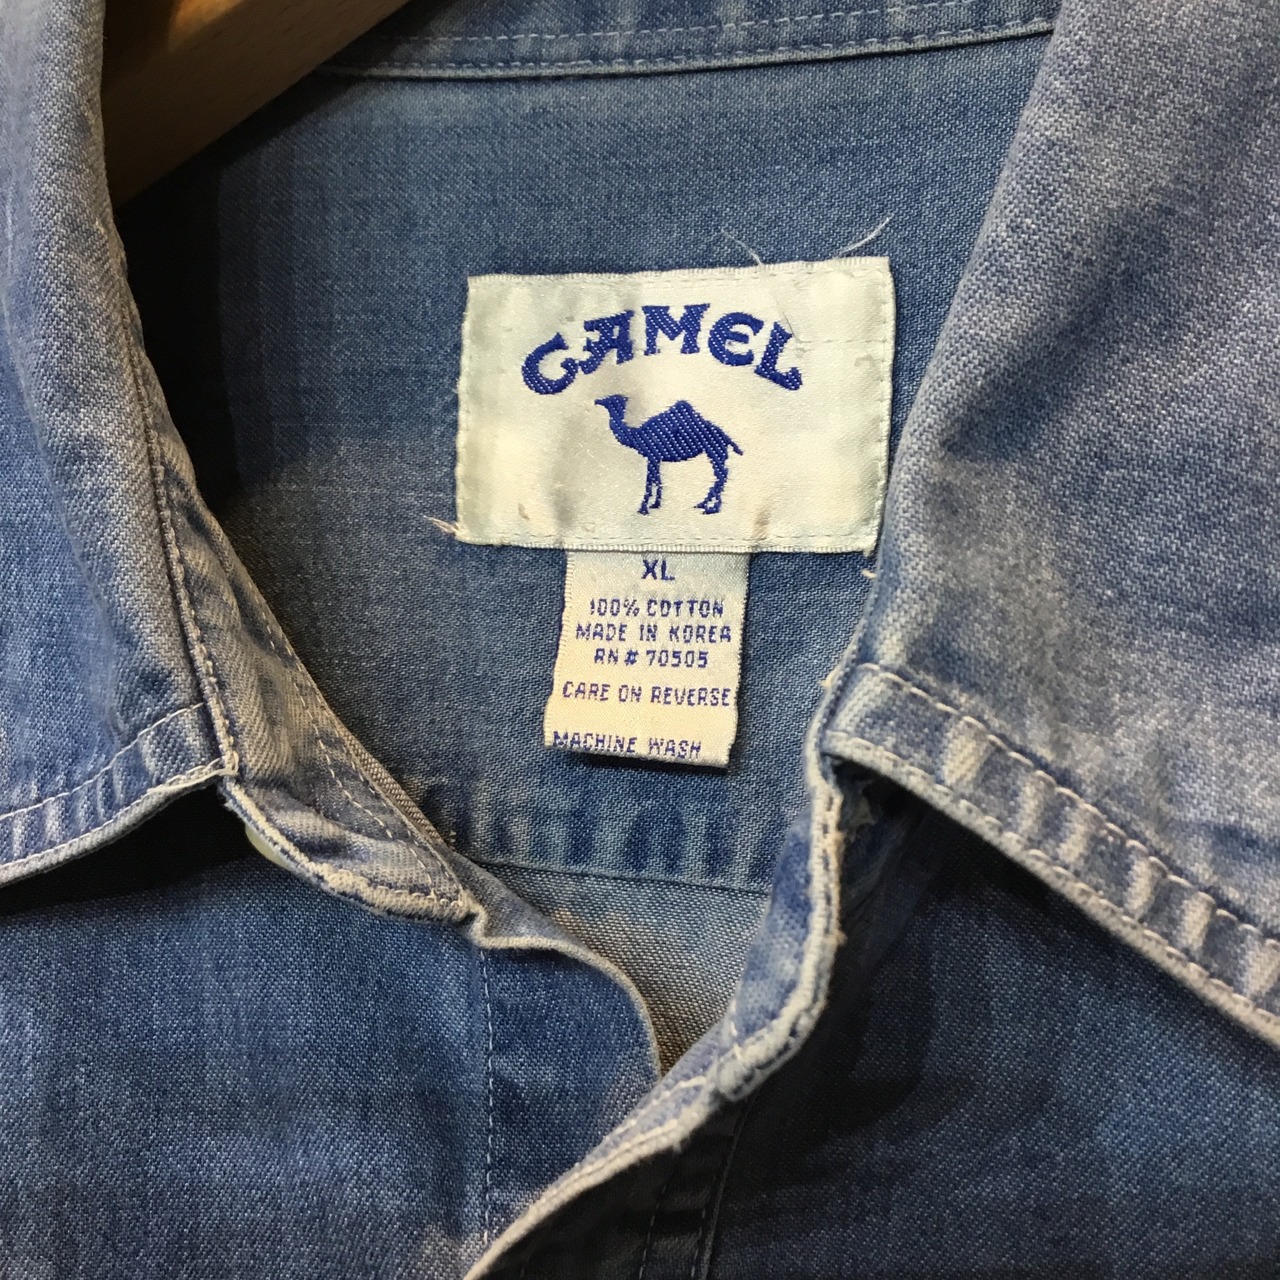 CAMEL
XL
100% COTTON
MADE IN KOREA
RN # 70505
CARE ON REVERSE
MACHINE WASH